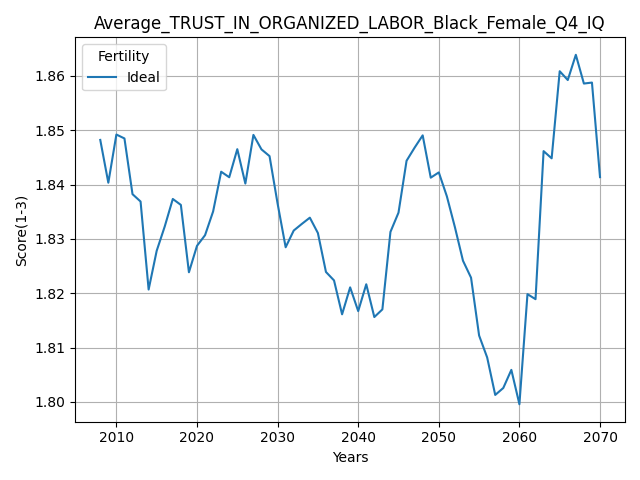 Average_TRUST_IN_ORGANIZED_LABOR_Black_Female_Q4_IQ
Fertility
Ideal
Score(1-3)
1.86
1.85
1.84
1.83
1.82
1.81
1.80
2010 2020 2030 2040 2050 2060 2070
Years